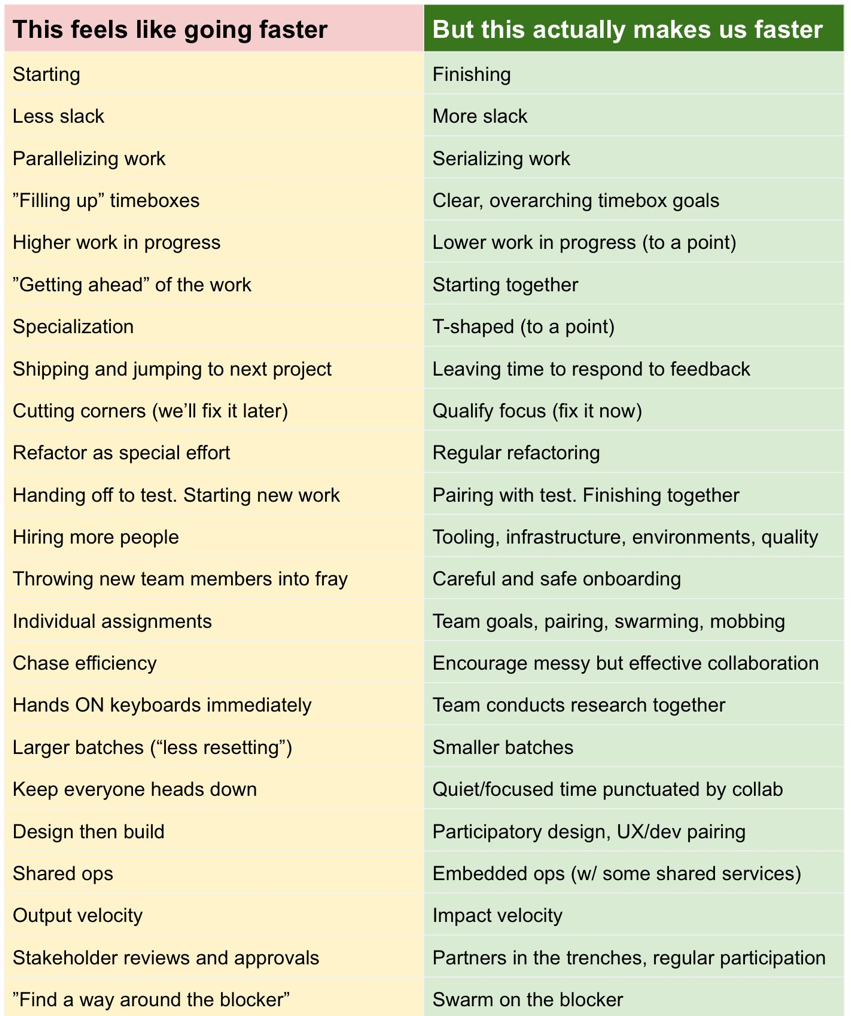 This feels like going faster But this actually makes us faster
Starting Finishing
Less slack More slack
Parallelizing work Serializing work
”Filling up” timeboxes Clear, overarching timebox goals
Higher work in progress Lower work in progress (to a point)
”Getting ahead” of the work Starting together
Specialization T-shaped (to a point)
Shipping and jumping to next project Leaving time to respond to feedback
Cutting corners (we’ll fix it later) Qualify focus (fix it now)
Refactor as special effort Regular refactoring
Handing off to test. Starting new work Pairing with test. Finishing together
Hiring more people Tooling, infrastructure, environments, quality
Throwing new team members into fray Careful and safe onboarding
Individual assignments Team goals, pairing, swarming, mobbing
Chase efficiency Encourage messy but effective collaboration
Hands ON keyboards immediately Team conducts research together
Larger batches (“less resetting”) Smaller batches
Keep everyone heads down Quiet/focused time punctuated by collab
Design then build Participatory design, UX/dev pairing
Shared ops Embedded ops (w/ some shared services)
Output velocity Impact velocity
Stakeholder reviews and approvals Partners in the trenches, regular participation
”Find a way around the blocker” Swarm on the blocker